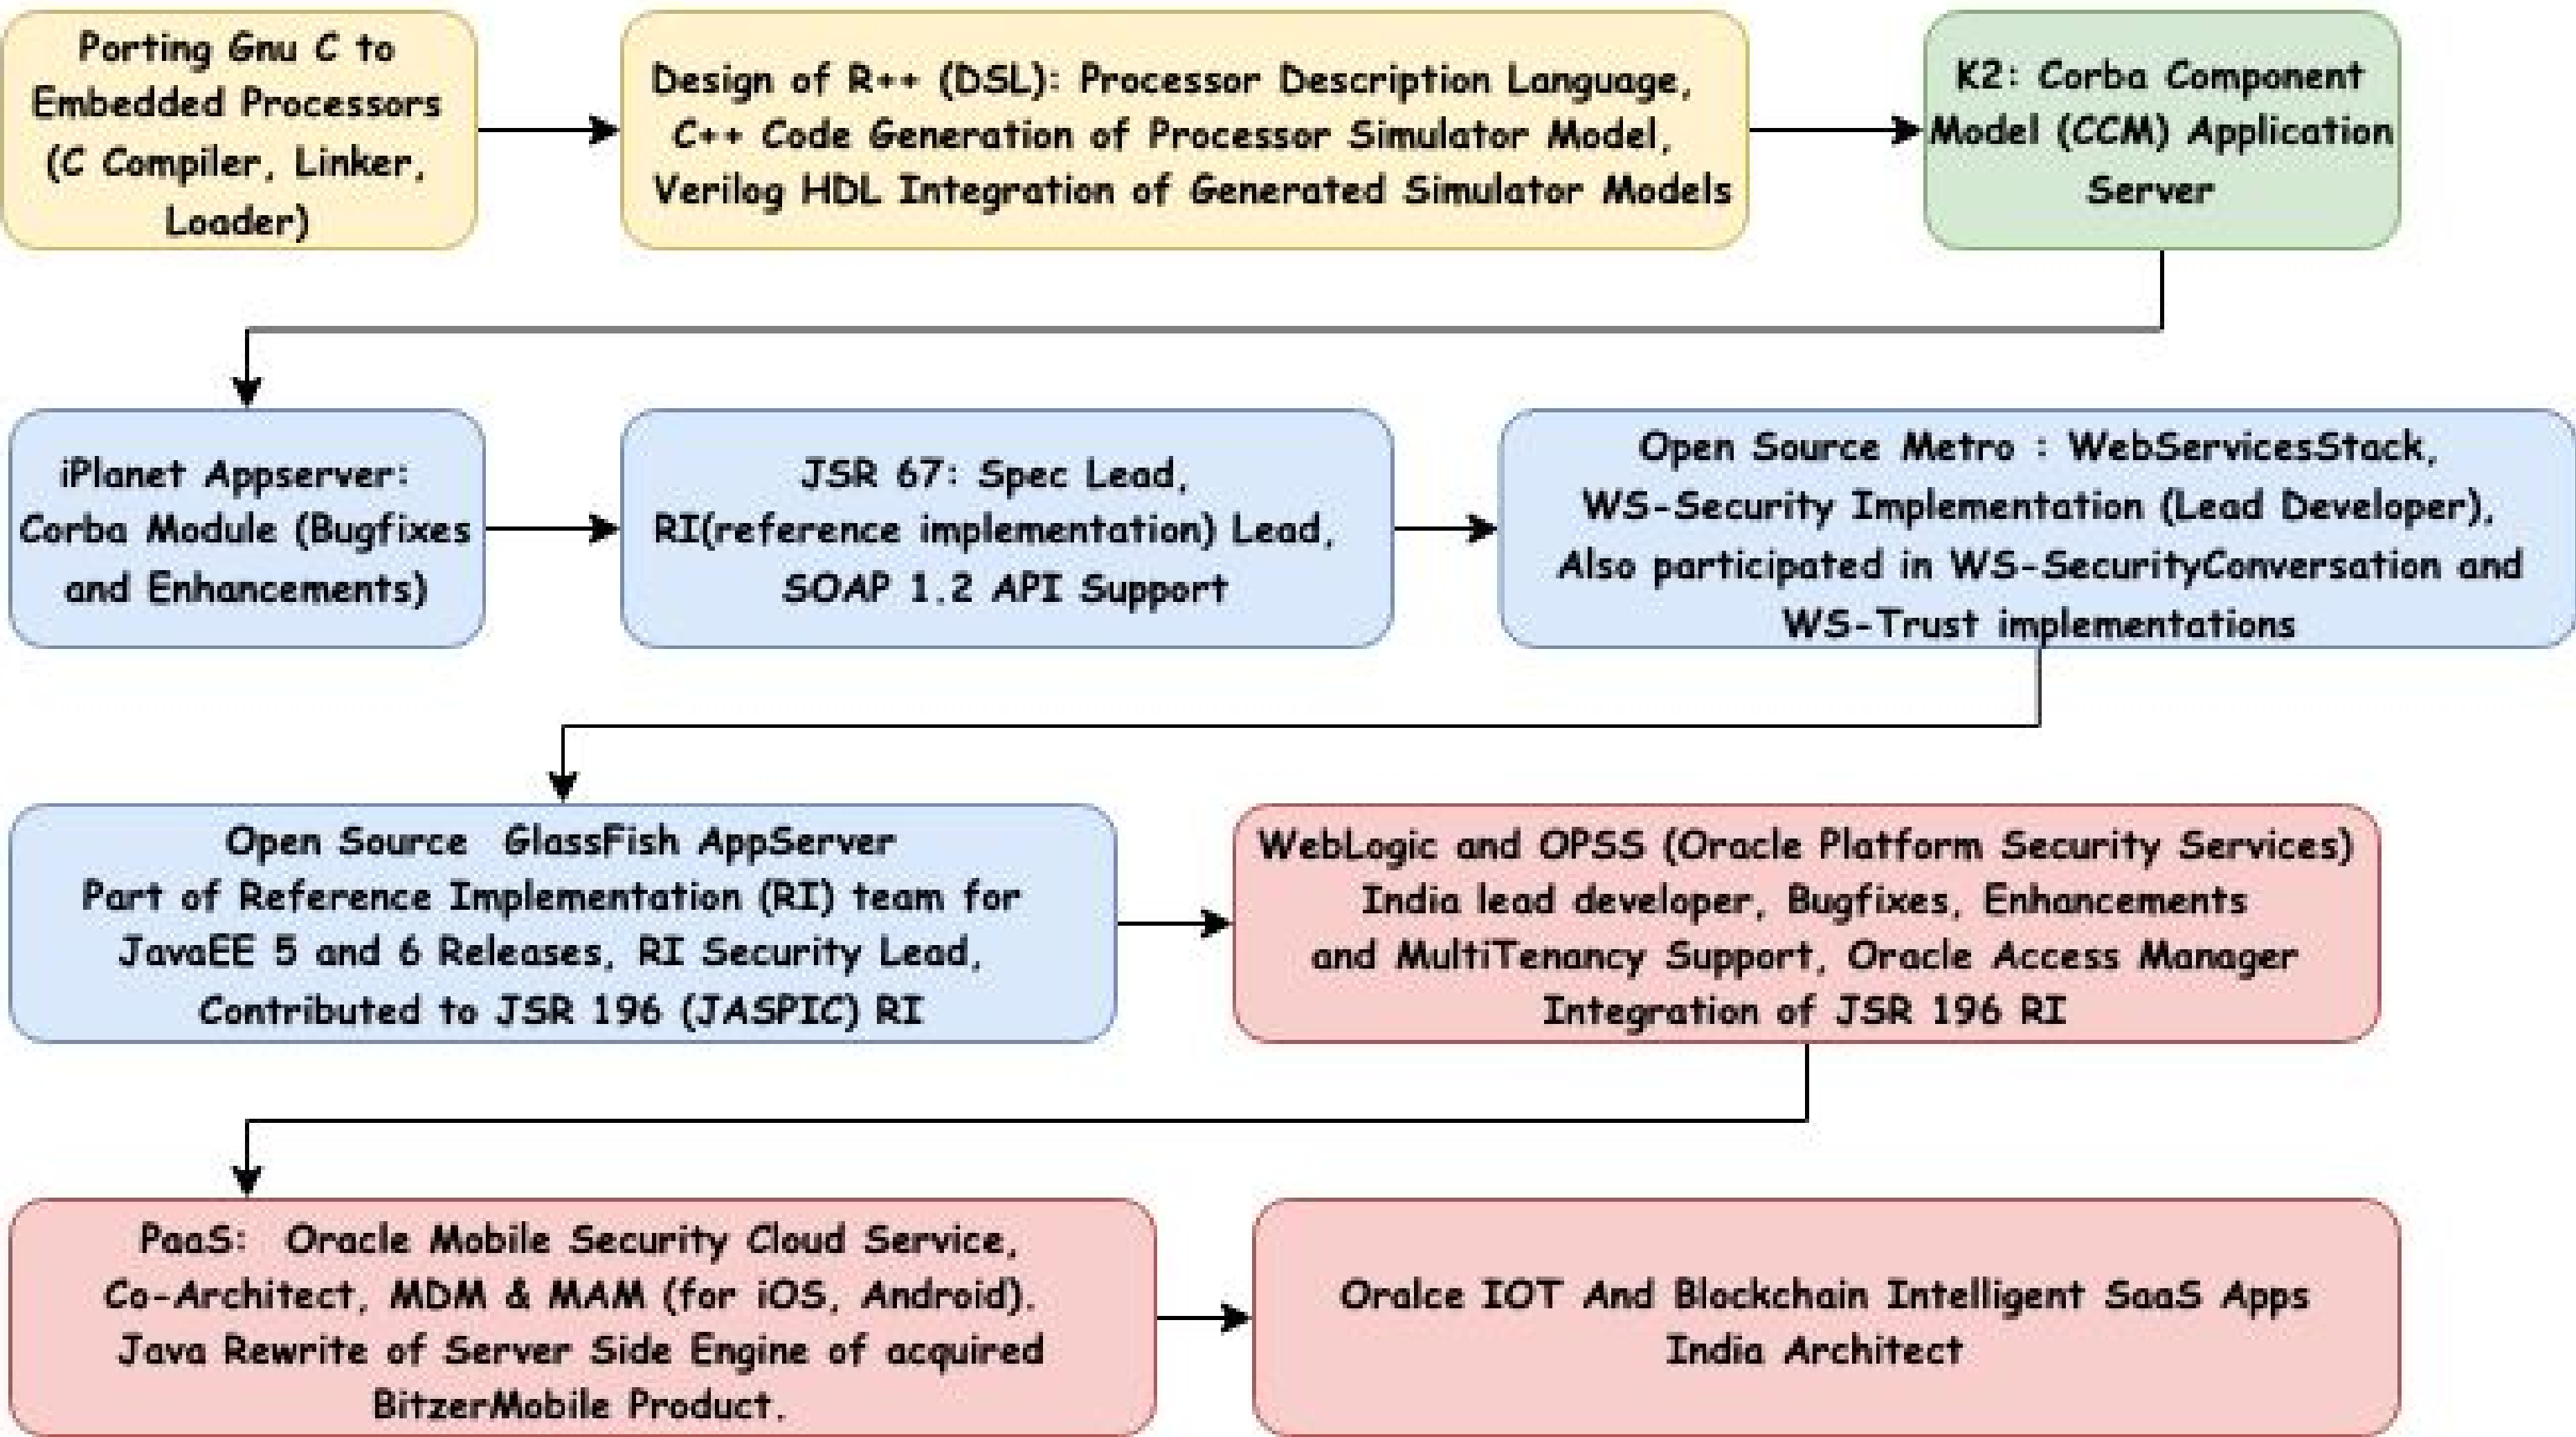 Porting Gnu C to
Embedded Processors
(C Compiler, Linker,
Loader)
Design of R++ (DSL): Processor Description Language,
C++ Code Generation of Processor Simulator Model,
Verilog HDL Integration of Generated Simulator Models
K2: Corba Component
Model (CCM) Application
Server
iPlanet Appserver:
Corba Module (Bugfixes
and Enhancements)
JSR 67: Spec Lead,
RI(reference implementation) Lead,
SOAP 1.2 API Support
Open Source Metro : WebServicesStack,
WS-Security Implementation (Lead Developer),
Also participated in WS-SecurityConversation and
WS-Trust implementations
Open Source GlassFish AppServer
Part of Reference Implementation (RI) team for
JavaEE 5 and 6 Releases, RI Security Lead,
Contributed to JSR 196 (JASPIC) RI
WebLogic and OPSS (Oracle Platform Security Services)
India lead developer, Bugfixes, Enhancements
and MultiTenancy Support, Oracle Access Manager
Integration of JSR 196 RI
PaaS: Oracle Mobile Security Cloud Service,
Co-Architect, MDM & MAM (for iOS, Android).
Java Rewrite of Server Side Engine of acquired
BitzerMobile Product.
Oralce IOT And Blockchain Intelligent SaaS Apps
India Architect